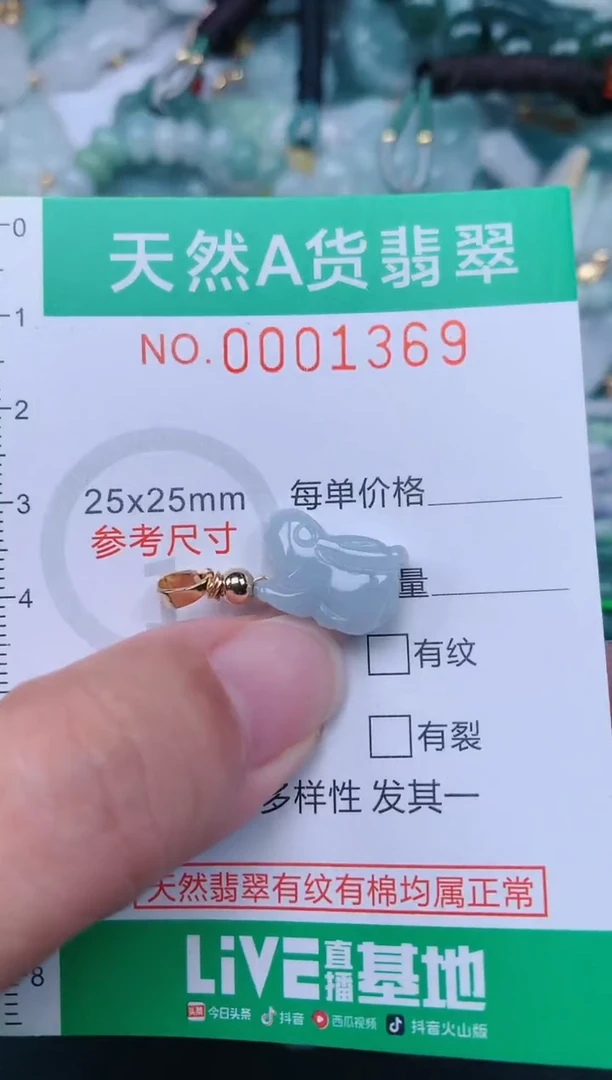 天然A货翡翠
NO.0001369
0
1
2
3
4
8
25x25mm
参考尺寸
每单价格
量
有纹
有裂
多样性 发其一
天然翡翠有纹有棉均属正常
LiVE直播基地
头条 今日头条 抖音 西瓜视频 抖音火山版